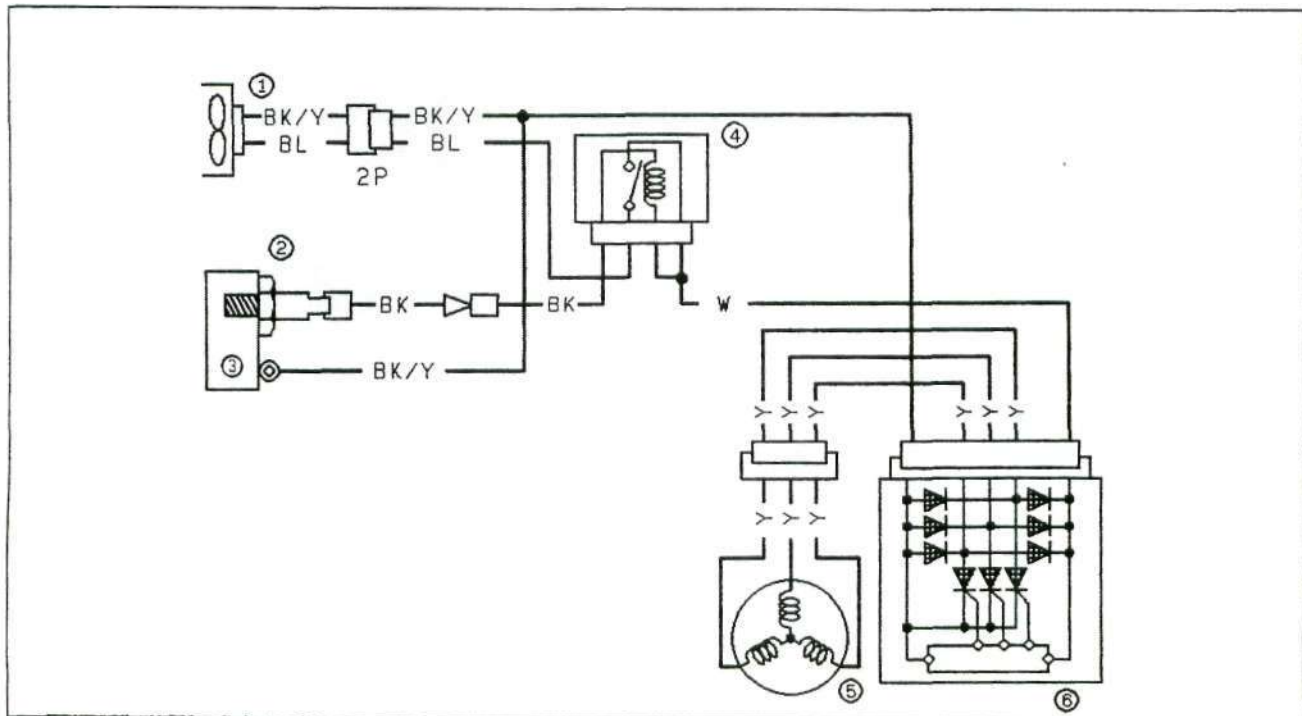 ①
BK/Y BK/Y
BL BL
2P
④
②
BK BK
W
③
BK/Y
Y Y Y Y Y Y
Y Y Y
⑤
⑥